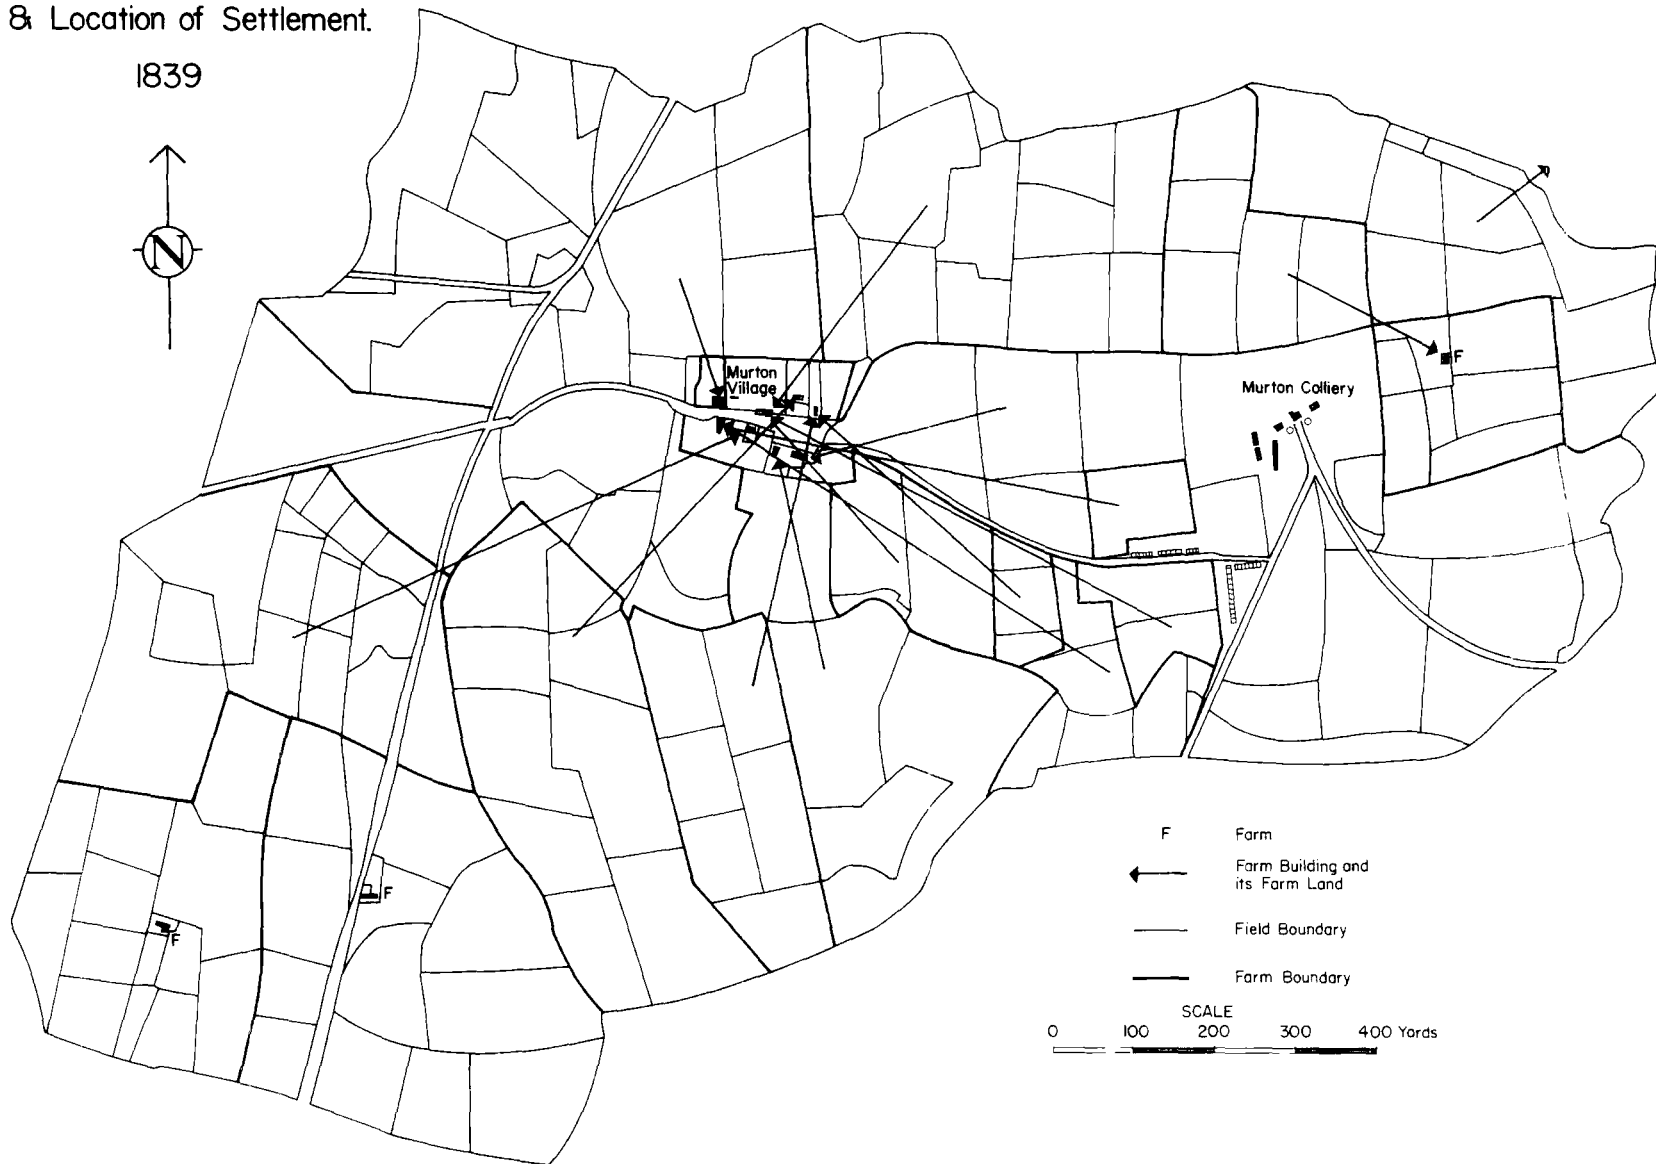 & Location of Settlement.
1839
N
Murton
Village
Murton Colliery
F
F
F
F Farm
Farm Building and
its Farm Land
Field Boundary
Farm Boundary
SCALE
0 100 200 300 400 Yards